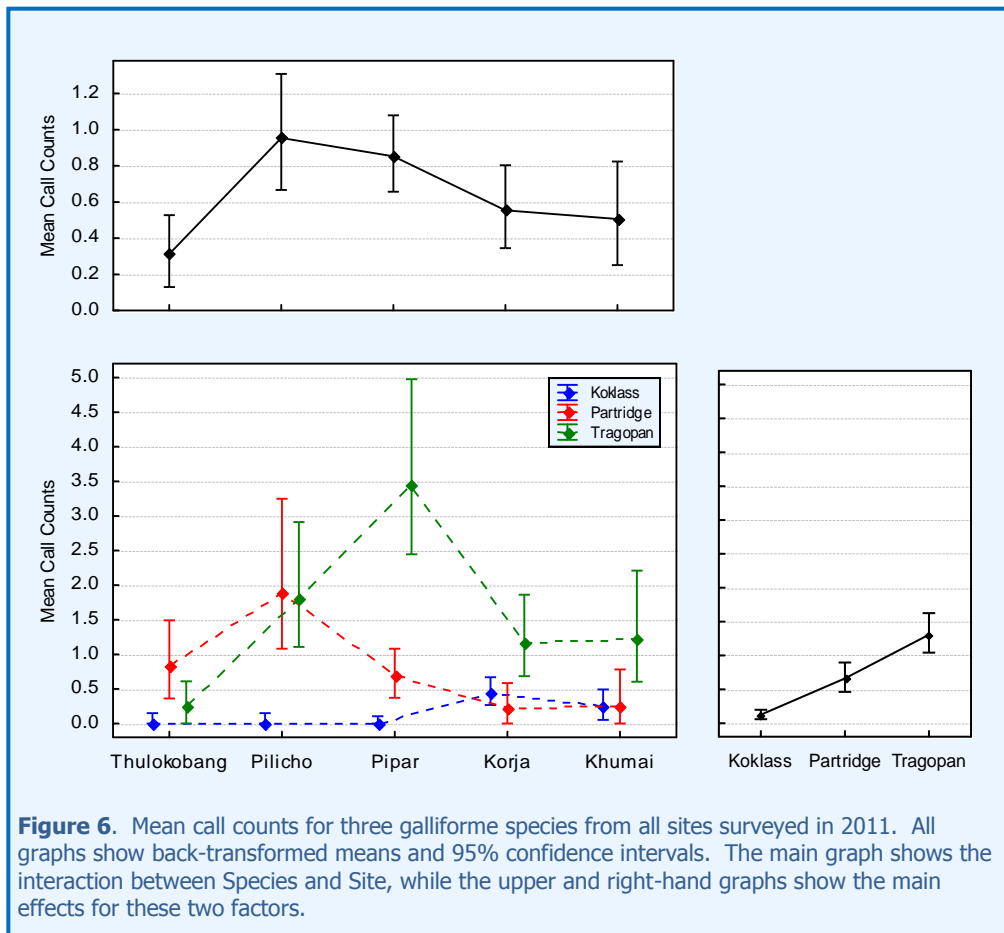 Mean Call Counts
1.2
1.0
0.8
0.6
0.4
0.2
0.0
Mean Call Counts
5.0
4.5
4.0
3.5
3.0
2.5
2.0
1.5
1.0
0.5
0.0
Koklass
Partridge
Tragopan
Thulokobang Pilicho Pipar Korja Khumai
Koklass Partridge Tragopan
Figure 6. Mean call counts for three galliforme species from all sites surveyed in 2011. All
graphs show back-transformed means and 95% confidence intervals. The main graph shows the
interaction between Species and Site, while the upper and right-hand graphs show the main
effects for these two factors.